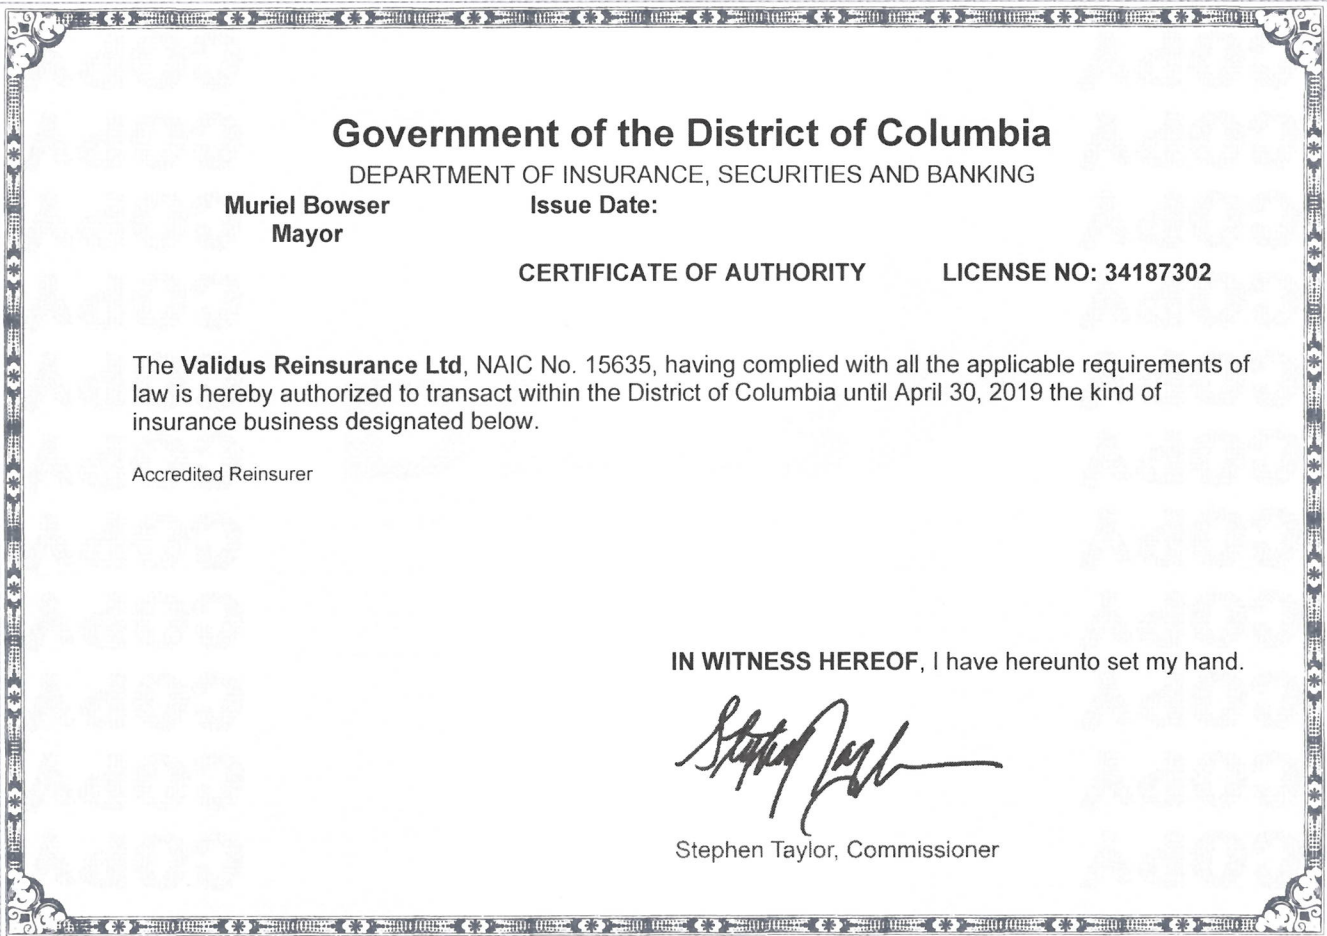 Government of the District of Columbia
DEPARTMENT OF INSURANCE, SECURITIES AND BANKING
Muriel Bowser Issue Date:
Mayor
CERTIFICATE OF AUTHORITY LICENSE NO: 34187302
The Validus Reinsurance Ltd, NAIC No. 15635, having complied with all the applicable requirements of
law is hereby authorized to transact within the District of Columbia until April 30, 2019 the kind of
insurance business designated below.
Accredited Reinsurer
IN WITNESS HEREOF, I have hereunto set my hand.
Stephen Taylor
Stephen Taylor, Commissioner